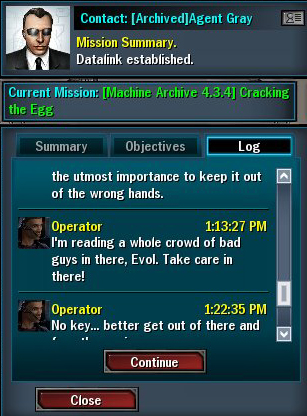 Contact: [Archived]Agent Gray
Mission Summary.
Datalink established.
Current Mission: [Machine Archive 4.3.4] Cracking
the Egg
Summary
Objectives
Log
the utmost importance to keep it out
of the wrong hands.
Operator 1:13:27 PM
I'm reading a whole crowd of bad
guys in there, Evol. Take care in
there!
Operator 1:22:35 PM
No key... better get out of there and
Continue
Close